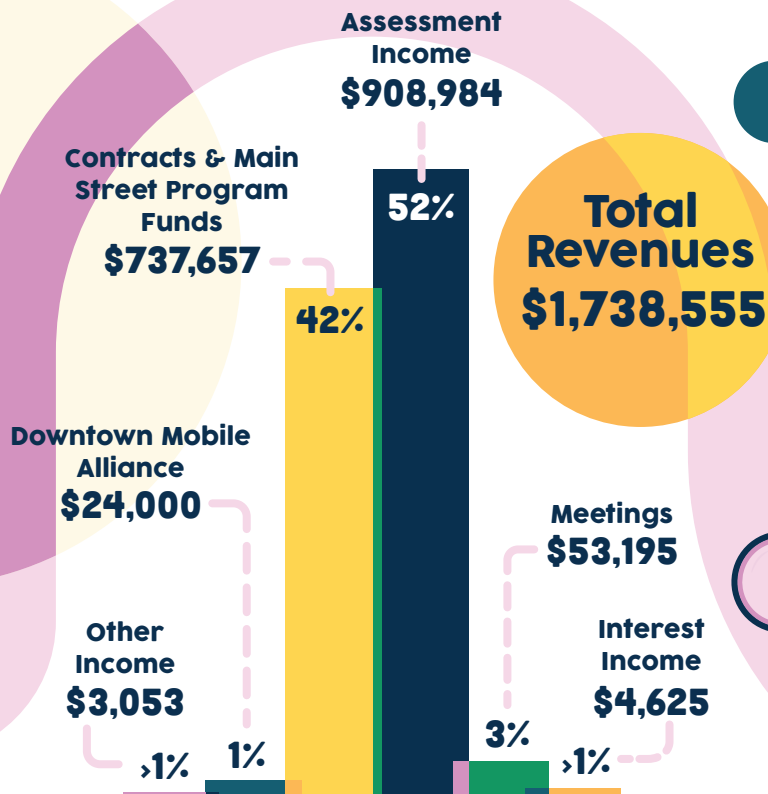 Assessment
Income
$908,984
Contracts & Main
Street Program
Funds
$737,657
52%
42%
Total
Revenues
$1,738,555
Downtown Mobile
Alliance
$24,000
Meetings
$53,195
Other
Income
$3,053
Interest
Income
$4,625
>1%
1%
3%
>1%